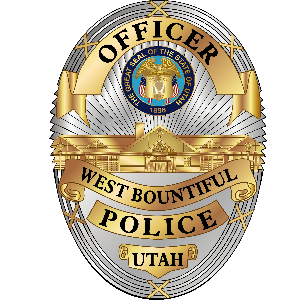 OFFICER
THE GREAT SEAL OF THE STATE OF UTAH
1896
WEST BOUNTIFUL
POLICE
UTAH